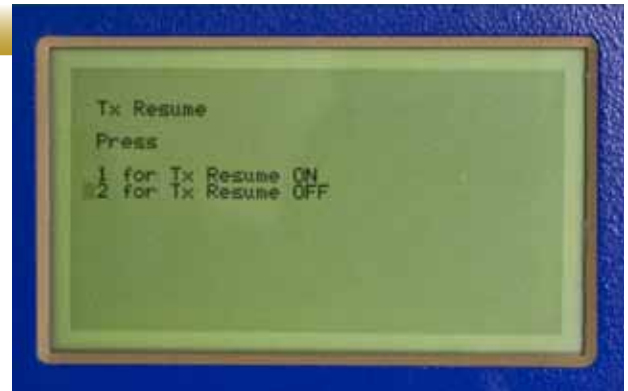 Tx Resume
Press
1 for Tx Resume ON
2 for Tx Resume OFF